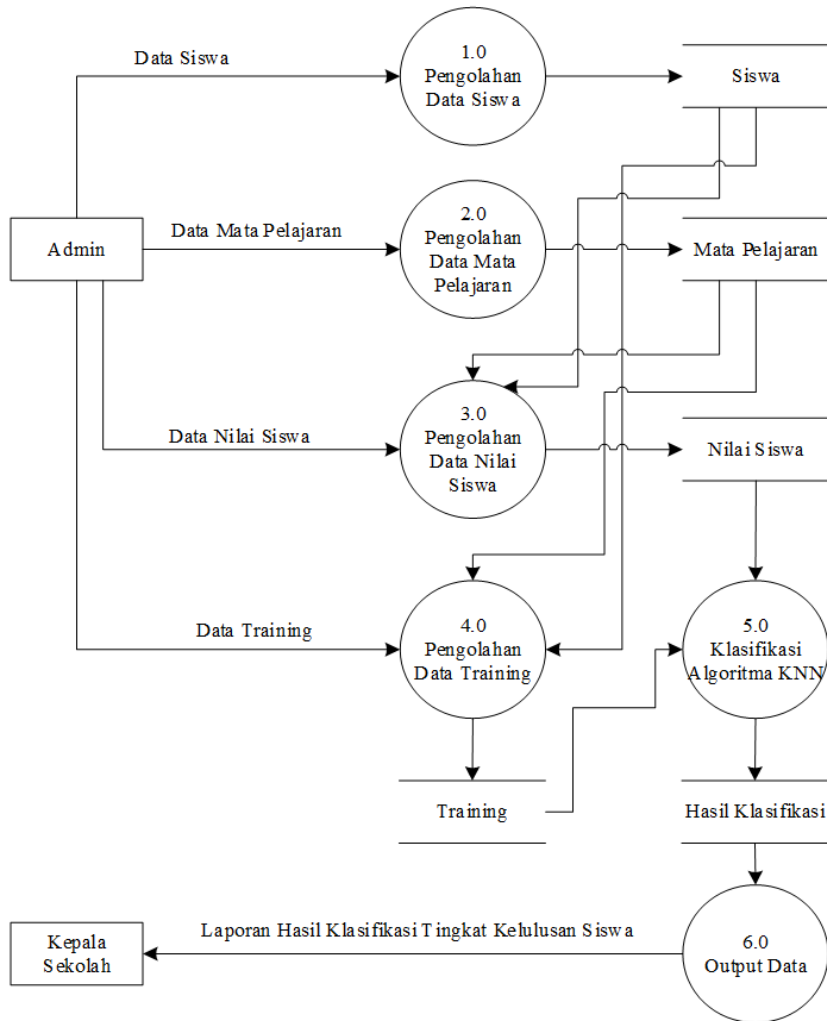 Data Siswa
1.0
Pengolahan
Data Siswa
Siswa
Admin
Data Mata Pelajaran
2.0
Pengolahan
Data Mata
Pelajaran
Mata Pelajaran
Data Nilai Siswa
3.0
Pengolahan
Data Nilai
Siswa
Nilai Siswa
Data Training
4.0
Pengolahan
Data Training
5.0
Klasifikasi
Algoritma KNN
Training
Hasil Klasifikasi
Kepala
Sekolah
Laporan Hasil Klasifikasi Tingkat Kelulusan Siswa
6.0
Output Data